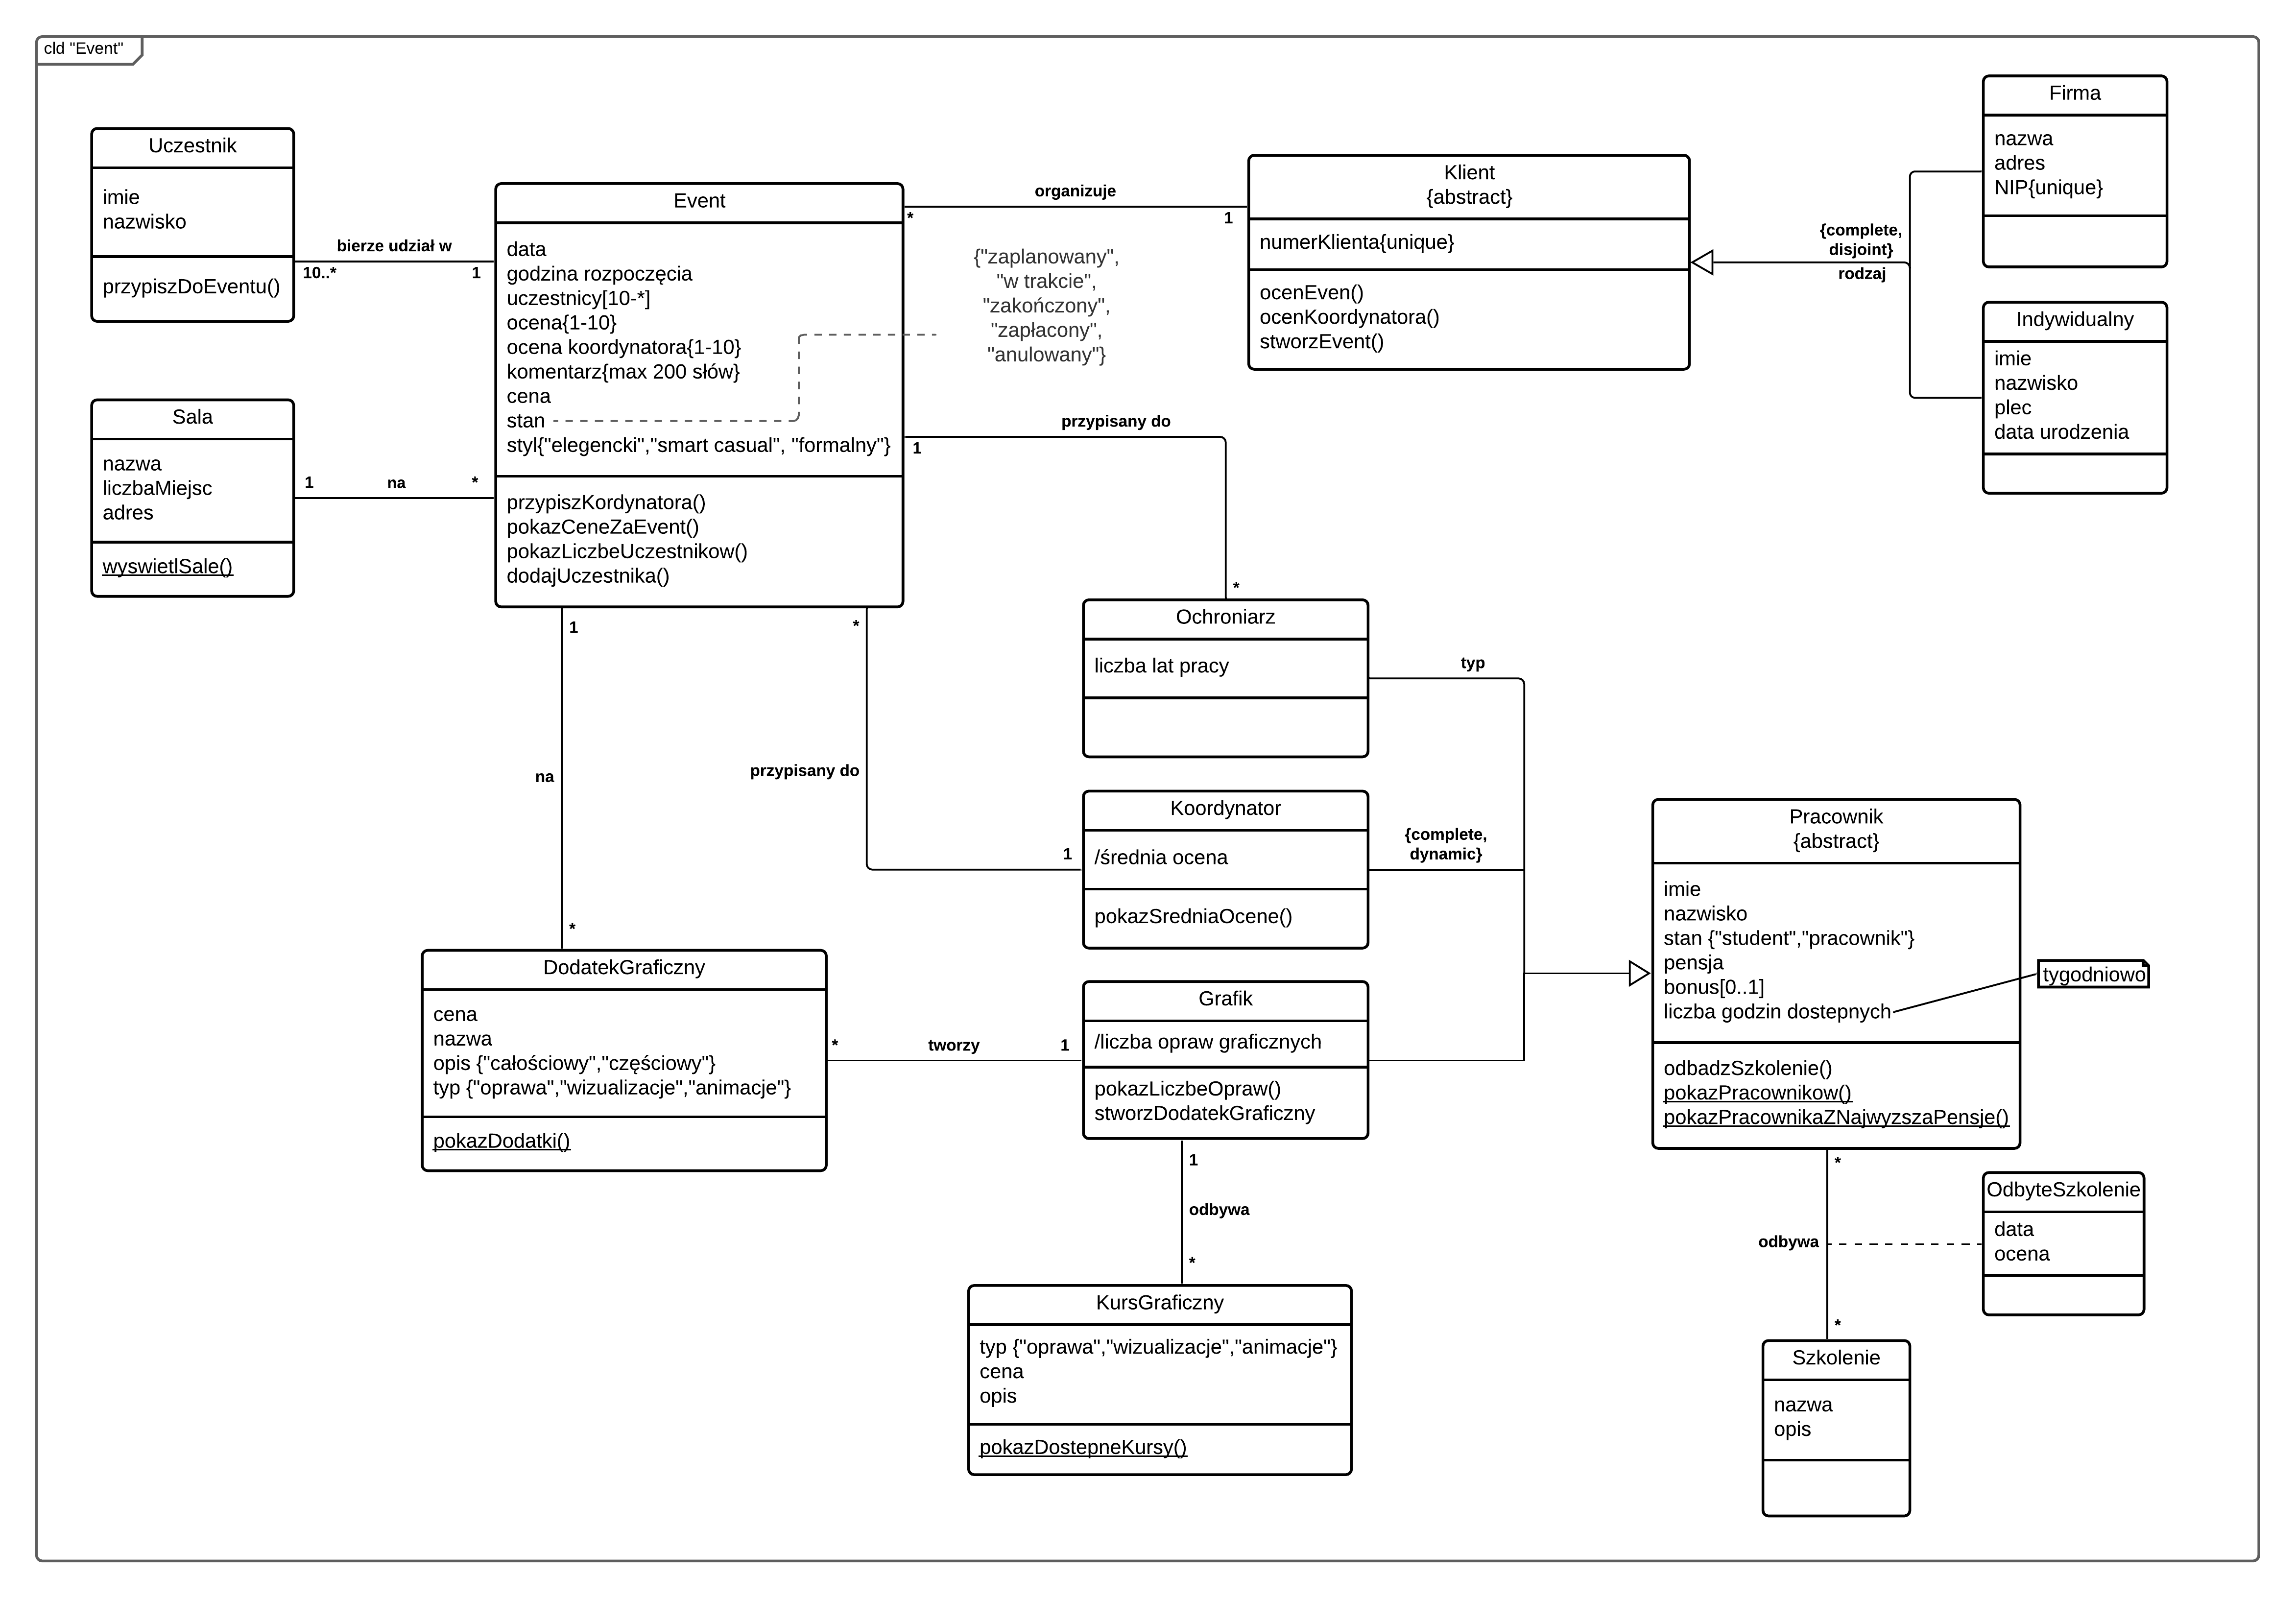 cld "Event"
Uczestnik
imie
nazwisko
przypiszDoEventu()
bierze udział w
10..*
1
Sala
nazwa
liczbaMiejsc
adres
wyswietlSale()
1
na
*
Event
data
godzina rozpoczęcia
uczestnicy[10-*]
ocena{1-10}
ocena koordynatora{1-10}
komentarz{max 200 słów}
cena
stan
styl{"elegencki","smart casual", "formalny"}
przypiszKordynatora()
pokazCeneZaEvent()
pokazLiczbeUczestnikow()
dodajUczestnika()
organizuje
*
1
{"zaplanowany",
"w trakcie",
"zakończony",
"zapłacony",
"anulowany"}
Klient
{abstract}
numerKlienta{unique}
ocenEven()
ocenKoordynatora()
stworzEvent()
{complete,
disjoint}
rodzaj
Firma
nazwa
adres
NIP{unique}
Indywidualny
imie
nazwisko
plec
data urodzenia
przypisany do
1
*
Ochroniarz
liczba lat pracy
typ
1
na
*
*
przypisany do
1
Koordynator
/średnia ocena
pokazSredniaOcene()
{complete,
dynamic}
Pracownik
{abstract}
imie
nazwisko
stan {"student","pracownik"}
pensja
bonus[0..1]
liczba godzin dostepnych
odbadzSzkolenie()
pokazPracownikow()
pokazPracownikaZNajwyzszaPensje()
tygodniowo
DodatekGraficzny
cena
nazwa
opis {"całościowy","częściowy"}
typ {"oprawa","wizualizacje","animacje"}
pokazDodatki()
*
tworzy
1
Grafik
/liczba opraw graficznych
pokazLiczbeOpraw()
stworzDodatekGraficzny
1
odbywa
*
KursGraficzny
typ {"oprawa","wizualizacje","animacje"}
cena
opis
pokazDostepneKursy()
*
odbywa
*
OdbyteSzkolenie
data
ocena
Szkolenie
nazwa
opis